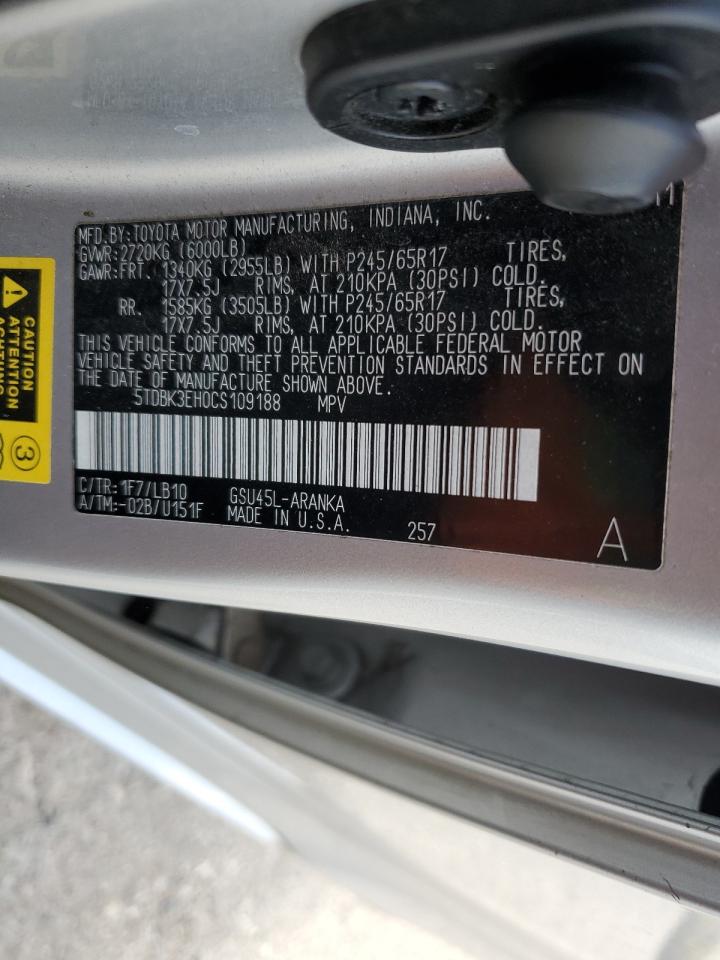 MFD.BY:TOYOTA MOTOR MANUFACTURING, INDIANA, INC.
GVWR:2720KG (6000LB)
GAWR:FRT. 1340KG (2955LB) WITH P245/65R17 TIRES,
17X7.5J RIMS, AT 210KPA (30PSI) COLD.
RR. 1585KG (3505LB) WITH P245/65R17 TIRES,
17X7.5J RIMS, AT 210KPA (30PSI) COLD.
THIS VEHICLE CONFORMS TO ALL APPLICABLE FEDERAL MOTOR
VEHICLE SAFETY AND THEFT PREVENTION STANDARDS IN EFFECT ON
THE DATE OF MANUFACTURE SHOWN ABOVE.
5TDBK3EH0CS109188 MPV
C/TR:1F7/LB10 GSU45L-ARANKA
A/TM:-02B/U151F MADE IN U.S.A. 257
A
CAUTION
ATTENTION
3